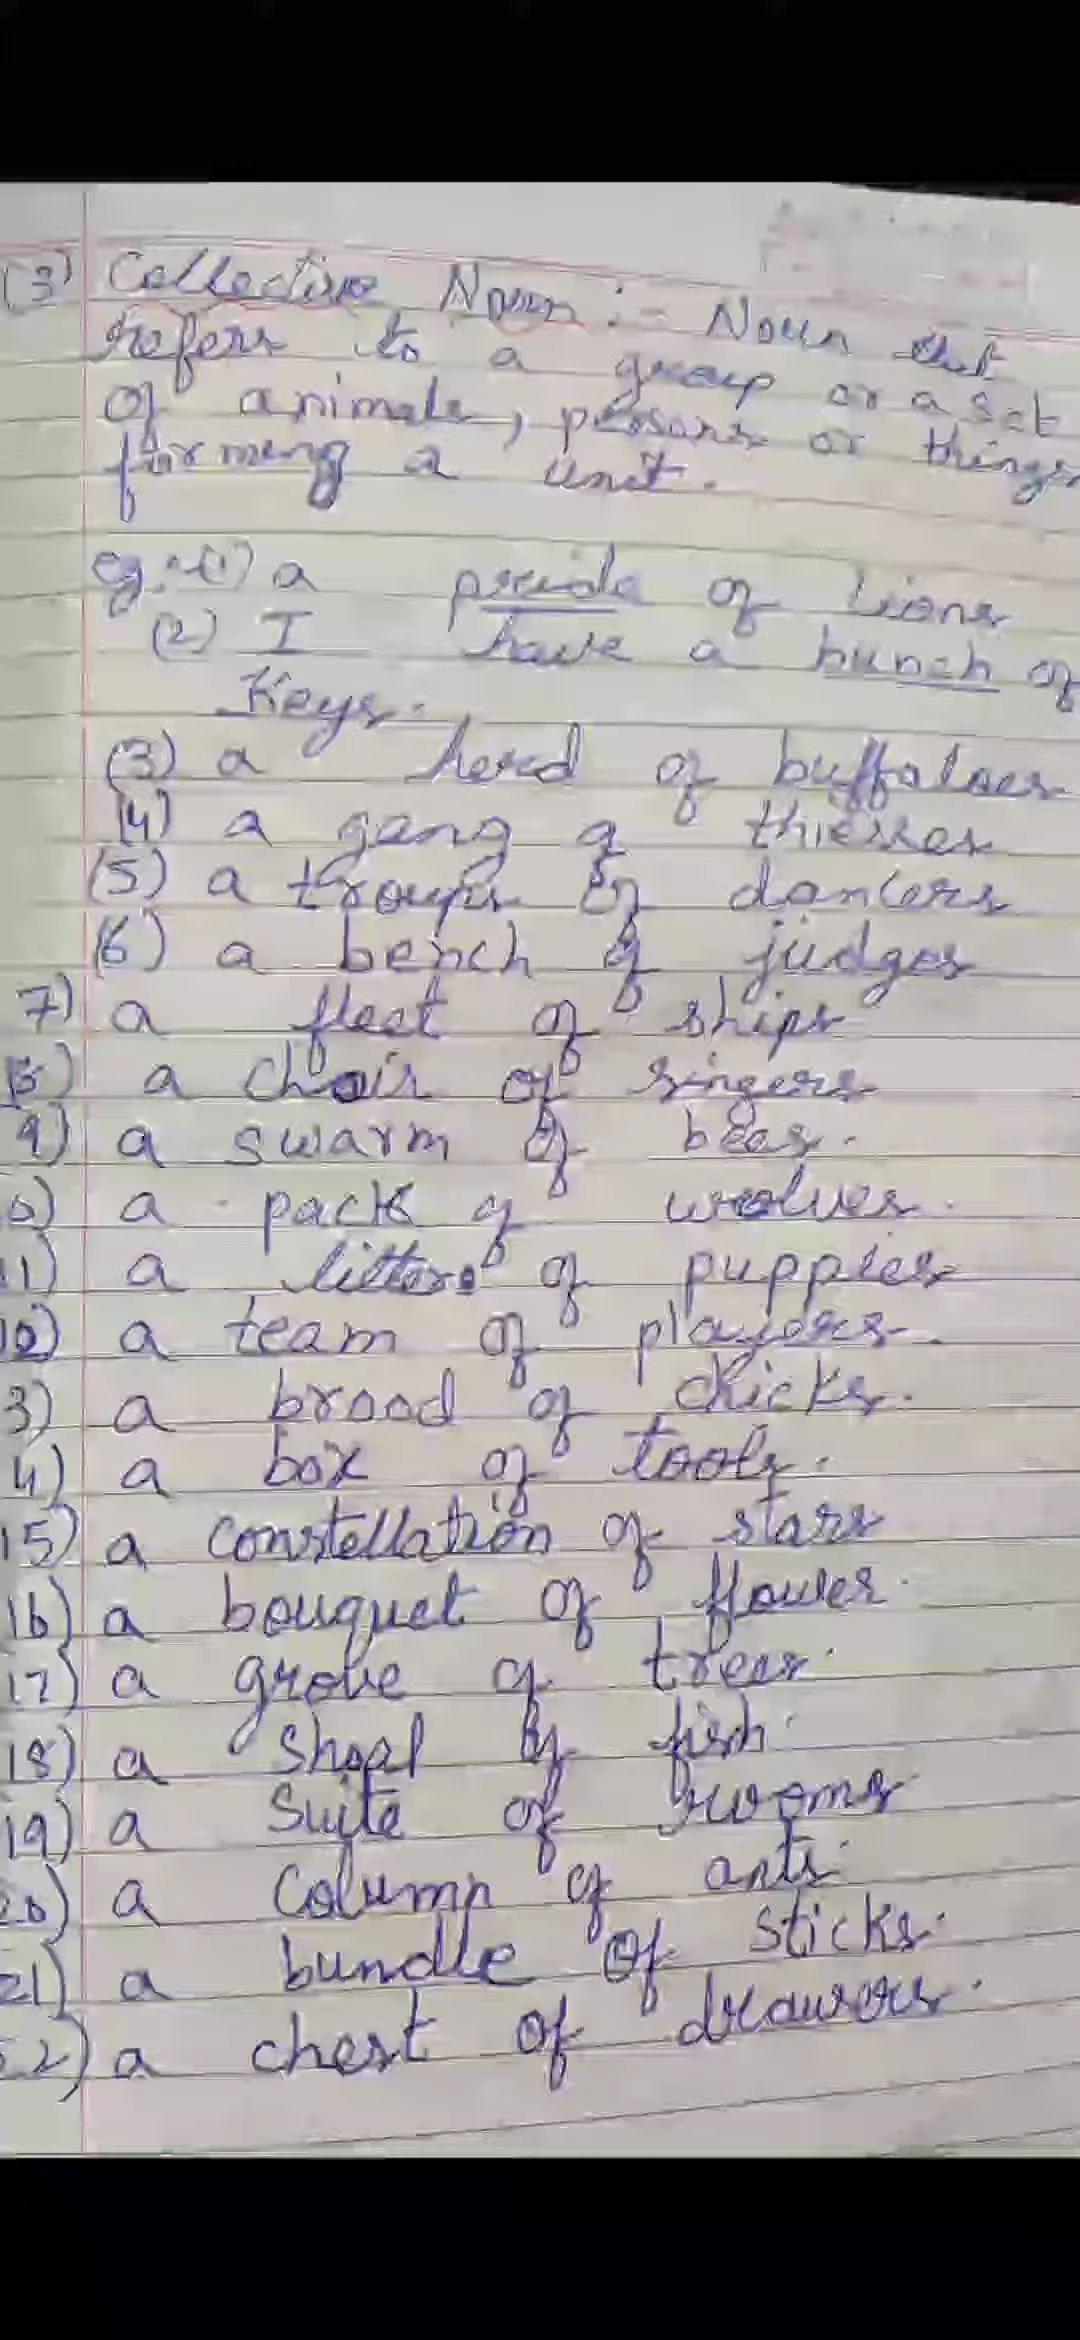 (3) Collective Noun :- Noun that
refers to a group or a set
of animals, persons or things
forming a unit.
eg:-(1) a pride of Lions
(2) I have a bunch of
Keys.
(3) a herd of buffaloes
(4) a gang of thieves
(5) a troupe of dancers
(6) a bench of judges
7) a fleet of ships
8) a choir of singers
9) a swarm of bees.
0) a pack of wolves.
11) a litter of puppies
12) a team of players.
3) a brood of chicks.
4) a box of tools.
15) a constellation of stars
16) a bouquet of flower.
17) a grove of trees.
18) a Shoal of fish.
19) a Suite of rooms
20) a Column of ants.
21) a bundle of sticks.
22) a chest of drawers.